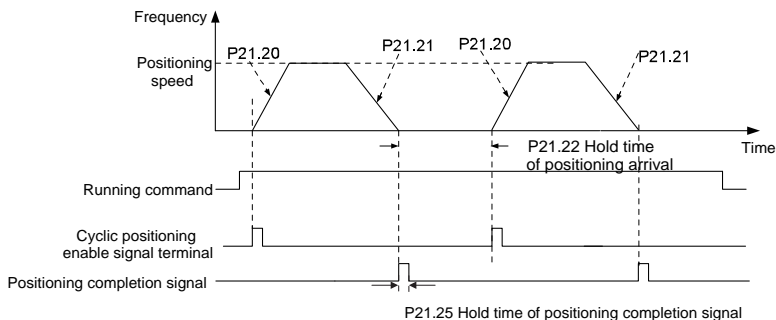 Frequency
Positioning
speed
P21.20
P21.21
P21.20
P21.21
P21.22 Hold time
of positioning arrival
Time
Running command
Cyclic positioning
enable signal terminal
Positioning completion signal
P21.25 Hold time of positioning completion signal